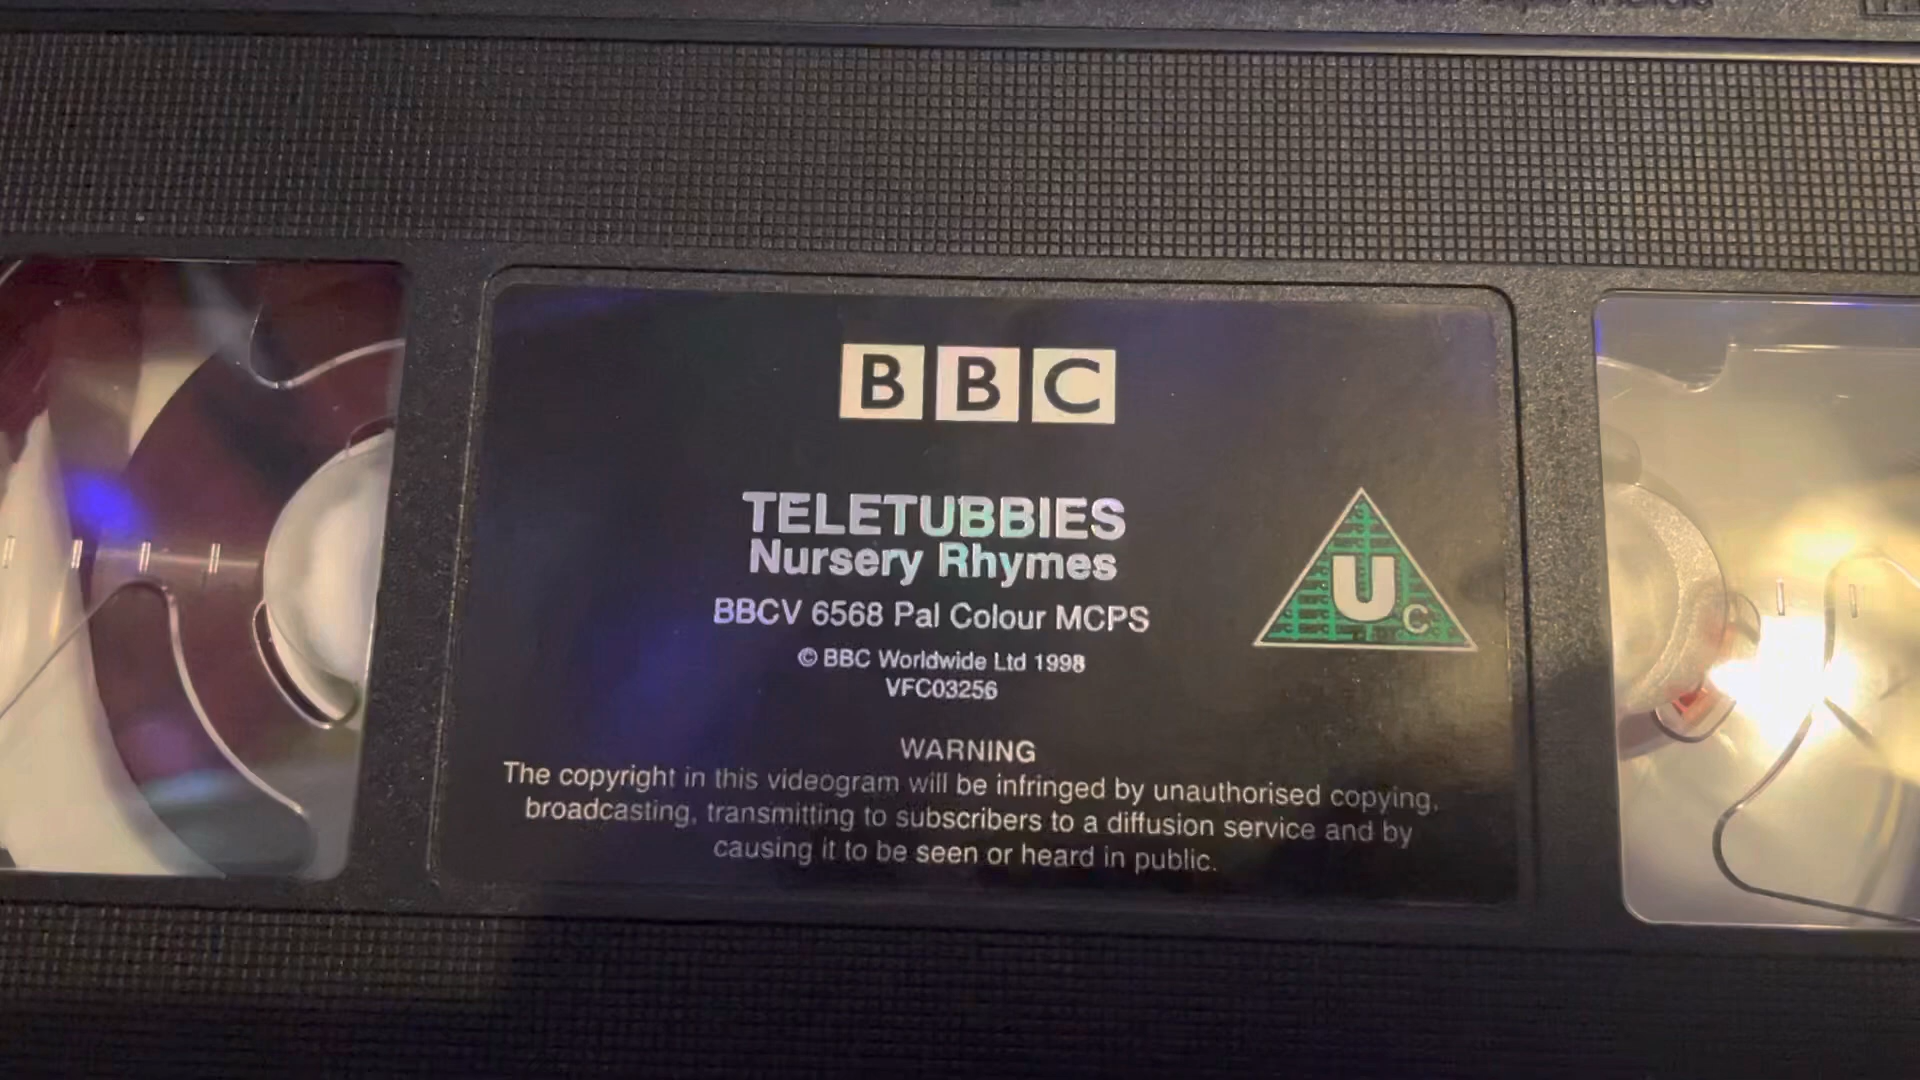 BBC
TELETUBBIES
Nursery Rhymes
BBCV 6568 Pal Colour MCPS
© BBC Worldwide Ltd 1998
VFC03256
U
C
WARNING
The copyright in this videogram will be infringed by unauthorised copying,
broadcasting, transmitting to subscribers to a diffusion service and by
causing it to be seen or heard in public.